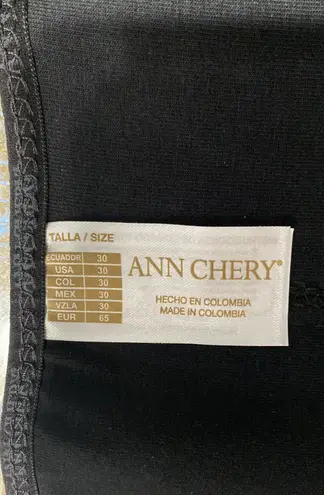 TALLA / SIZE
ECUADOR 30
USA 30
COL 30
MEX 30
VZLA 30
EUR 65
ANN CHERY®
HECHO EN COLOMBIA
MADE IN COLOMBIA